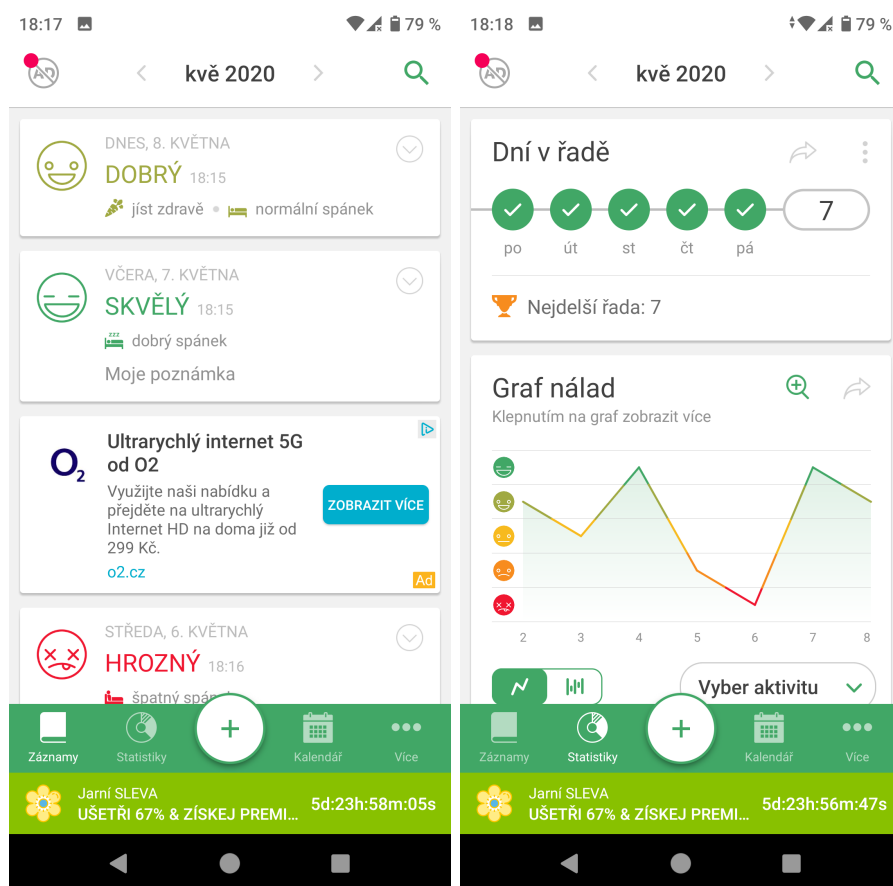 18:17
79 %
AD
kvě 2020
DNES, 8. KVĚTNA
DOBRÝ 18:15
jíst zdravě • normální spánek
VČERA, 7. KVĚTNA
SKVĚLÝ 18:15
zzz
dobrý spánek
Moje poznámka
O2
Ultrarychlý internet 5G
od O2
Využijte naši nabídku a
přejděte na ultrarychlý
Internet HD na doma již od
299 Kč.
o2.cz
ZOBRAZIT VÍCE
Ad
STŘEDA, 6. KVĚTNA
HROZNÝ 18:16
špatný spánek
Záznamy
Statistiky
+
Kalendář
Více
Jarní SLEVA
UŠETŘI 67% & ZÍSKEJ PREMI...
5d:23h:58m:05s
18:18
79 %
AD
kvě 2020
Dní v řadě
7
po út st čt pá
Nejdelší řada: 7
Graf nálad
Klepnutím na graf zobrazit více
2 3 4 5 6 7 8
Vyber aktivitu
Záznamy
Statistiky
+
Kalendář
Více
Jarní SLEVA
UŠETŘI 67% & ZÍSKEJ PREMI...
5d:23h:56m:47s